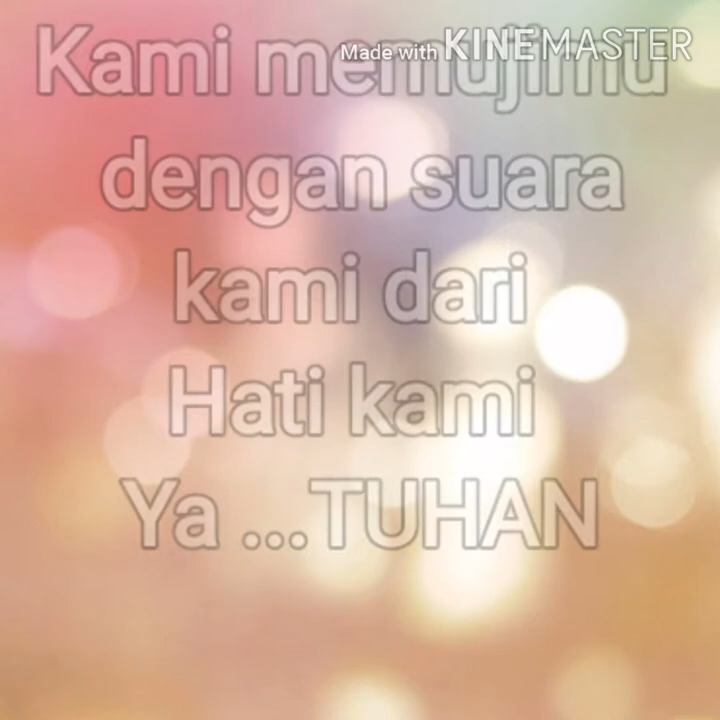 Made with KINEMASTER
Kami memujimu
dengan suara
kami dari
Hati kami
Ya ...TUHAN